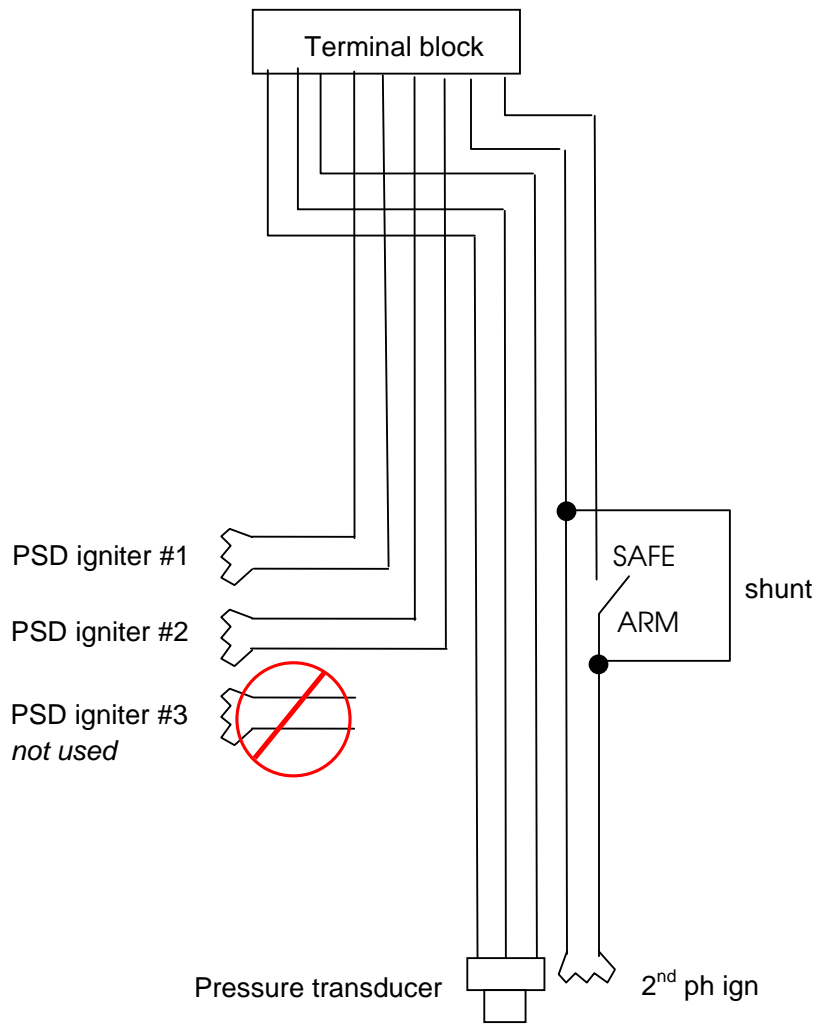 Terminal block
PSD igniter #1
SAFE
shunt
ARM
PSD igniter #2
PSD igniter #3
not used
Pressure transducer
2nd ph ign